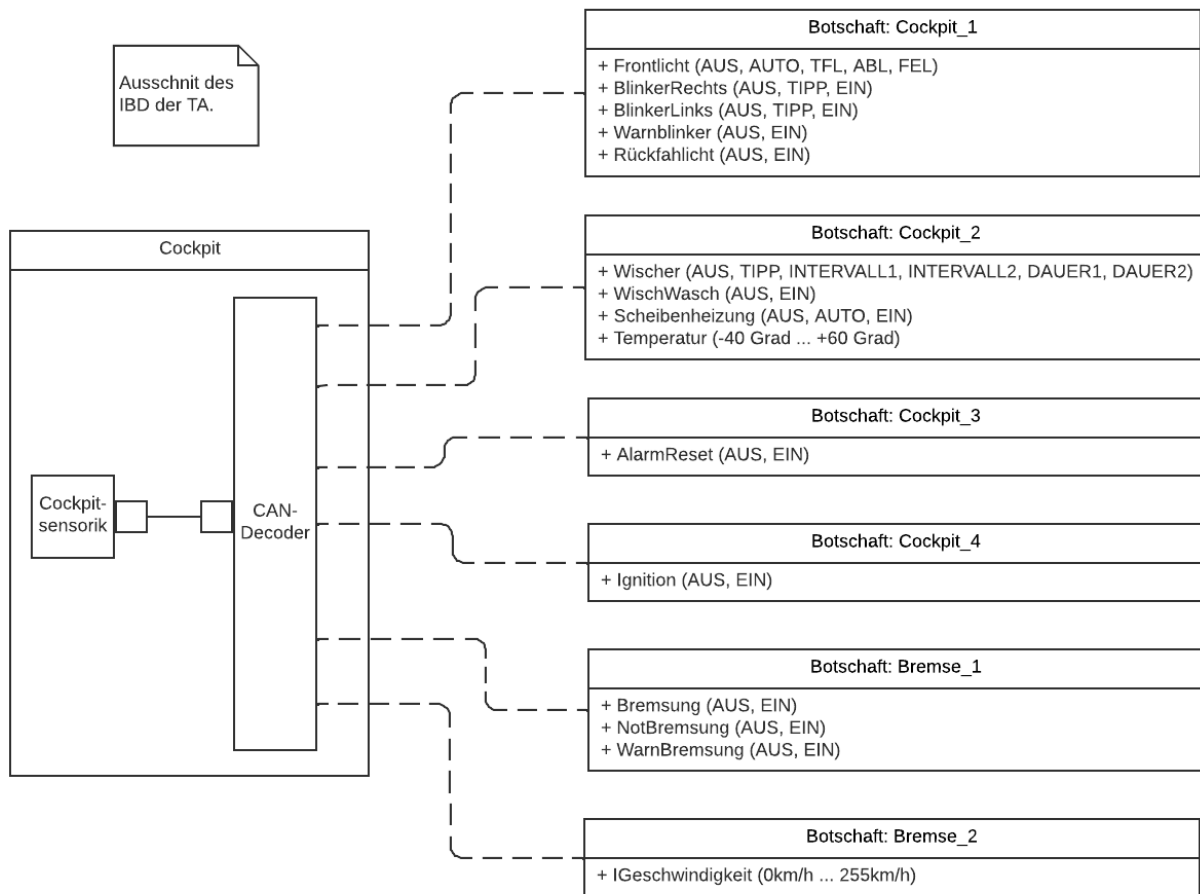 Ausschnit des
IBD der TA.
Botschaft: Cockpit_1
+ Frontlicht (AUS, AUTO, TFL, ABL, FEL)
+ BlinkerRechts (AUS, TIPP, EIN)
+ BlinkerLinks (AUS, TIPP, EIN)
+ Warnblinker (AUS, EIN)
+ Rückfahlicht (AUS, EIN)
Botschaft: Cockpit_2
+ Wischer (AUS, TIPP, INTERVALL1, INTERVALL2, DAUER1, DAUER2)
+ WischWasch (AUS, EIN)
+ Scheibenheizung (AUS, AUTO, EIN)
+ Temperatur (-40 Grad ... +60 Grad)
Cockpit
Cockpit-
sensorik
CAN-
Decoder
Botschaft: Cockpit_3
+ AlarmReset (AUS, EIN)
Botschaft: Cockpit_4
+ Ignition (AUS, EIN)
Botschaft: Bremse_1
+ Bremsung (AUS, EIN)
+ NotBremsung (AUS, EIN)
+ WarnBremsung (AUS, EIN)
Botschaft: Bremse_2
+ IGeschwindigkeit (0km/h ... 255km/h)